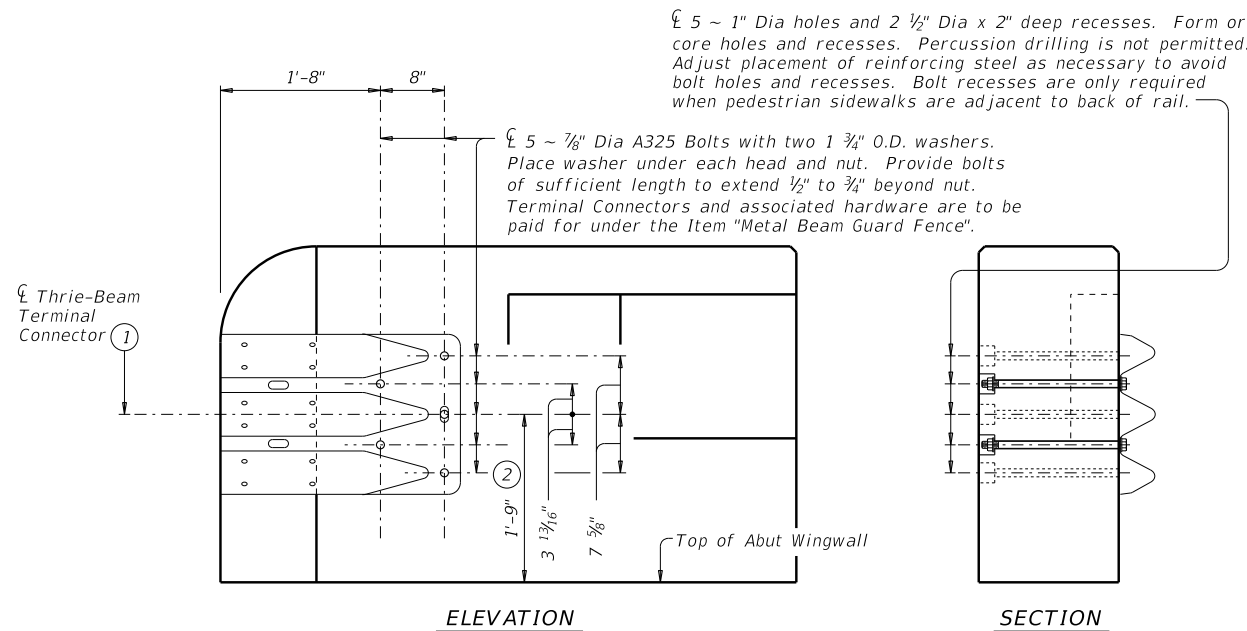 ℄ 5 ~ 1" Dia holes and 2 ½" Dia x 2" deep recesses. Form or
core holes and recesses. Percussion drilling is not permitted.
Adjust placement of reinforcing steel as necessary to avoid
bolt holes and recesses. Bolt recesses are only required
when pedestrian sidewalks are adjacent to back of rail.
1'-8"
8"
℄ 5 ~ ⅞" Dia A325 Bolts with two 1 ¾" O.D. washers.
Place washer under each head and nut. Provide bolts
of sufficient length to extend ½" to ¾" beyond nut.
Terminal Connectors and associated hardware are to be
paid for under the Item "Metal Beam Guard Fence".
℄ Thrie-Beam
Terminal
Connector
1
2
1'-9"
3 13/16"
7 ⅝"
Top of Abut Wingwall
ELEVATION
SECTION